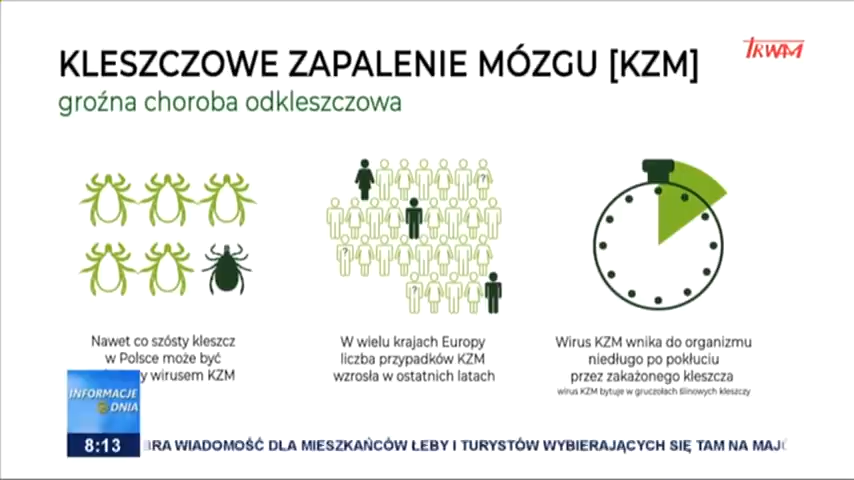 KLESZCZOWE ZAPALENIE MÓZGU [KZM]
groźna choroba odkleszczowa
TRWAM
?
?
?
Nawet co szósty kleszcz
w Polsce może być
wirusem KZM
W wielu krajach Europy
liczba przypadków KZM
wzrosła w ostatnich latach
Wirus KZM wnika do organizmu
niedługo po pokłuciu
przez zakażonego kleszcza
wirus KZM bytuje w gruczołach ślinowych kleszczy
INFORMACJE
DNIA
8:13
BRA WIADOMOŚĆ DLA MIESZKAŃCÓW ŁEBY I TURYSTÓW WYBIERAJĄCYCH SIĘ TAM NA MAJÓ